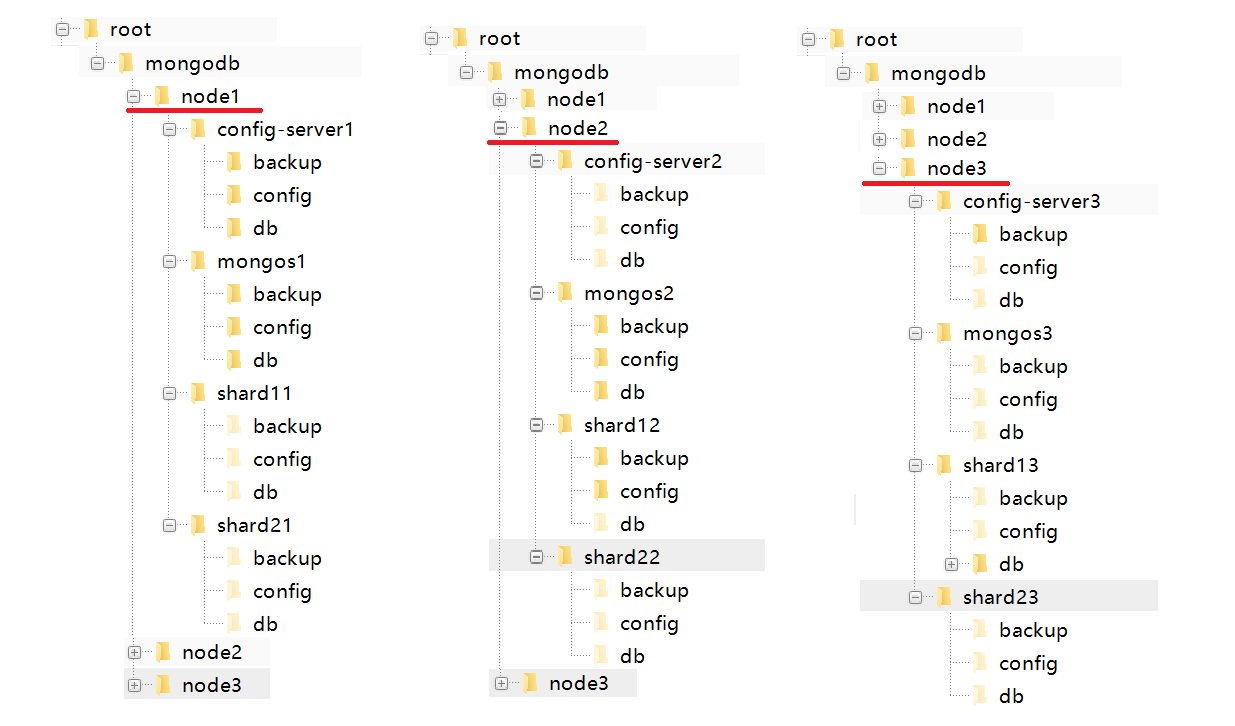 root
mongodb
node1
config-server1
backup
config
db
mongos1
backup
config
db
shard11
backup
config
db
shard21
backup
config
db
node2
node3
root
mongodb
node1
node2
config-server2
backup
config
db
mongos2
backup
config
db
shard12
backup
config
db
shard22
backup
config
db
node3
root
mongodb
node1
node2
node3
config-server3
backup
config
db
mongos3
backup
config
db
shard13
backup
config
db
shard23
backup
config
db